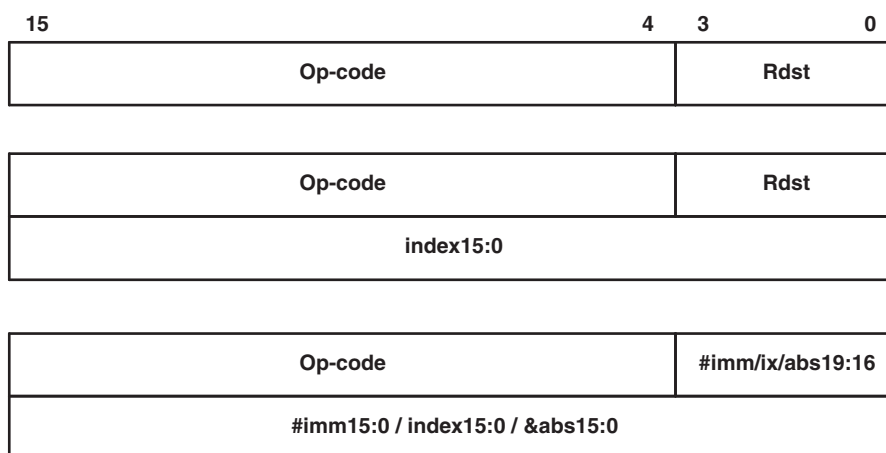 15 4 3 0
Op-code Rdst
Op-code Rdst
index15:0
Op-code #imm/ix/abs19:16
#imm15:0 / index15:0 / &abs15:0